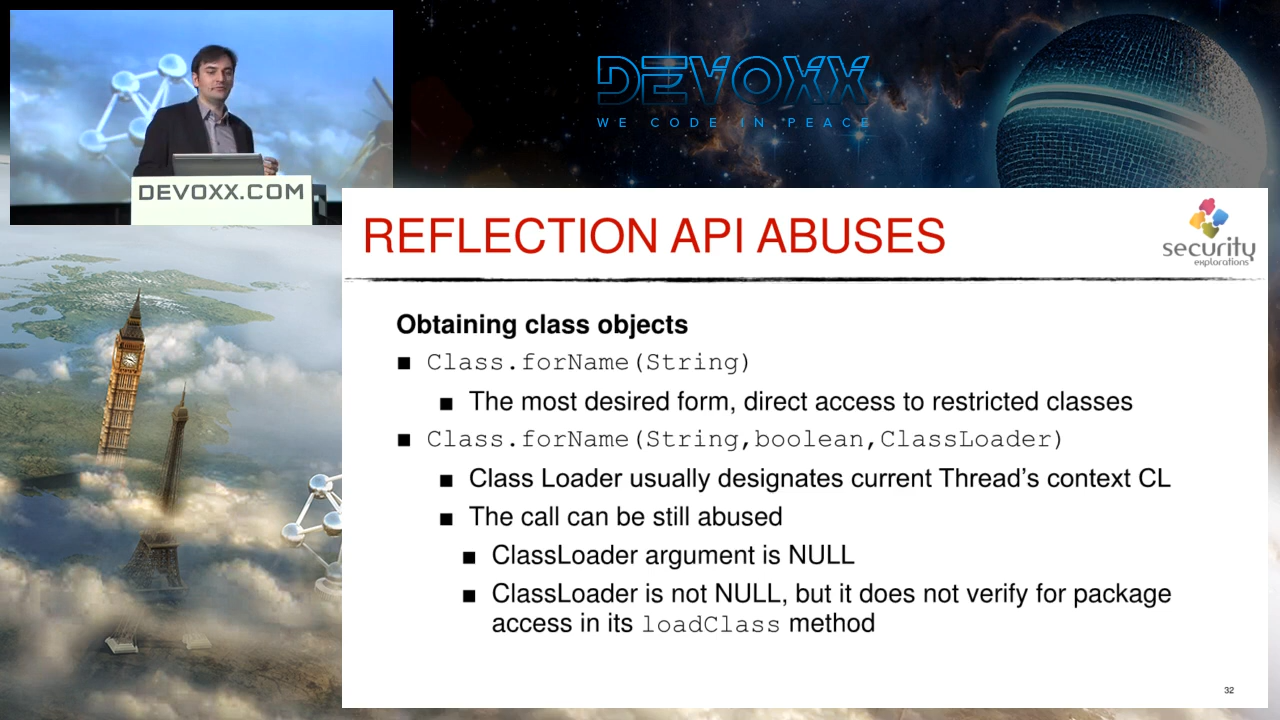 DEVOXX
WE CODE IN PEACE
DEVOXX.COM
REFLECTION API ABUSES
security
explorations
Obtaining class objects
■ Class.forName(String)
■ The most desired form, direct access to restricted classes
■ Class.forName(String,boolean,ClassLoader)
■ Class Loader usually designates current Thread’s context CL
■ The call can be still abused
■ ClassLoader argument is NULL
■ ClassLoader is not NULL, but it does not verify for package
access in its loadClass method
32